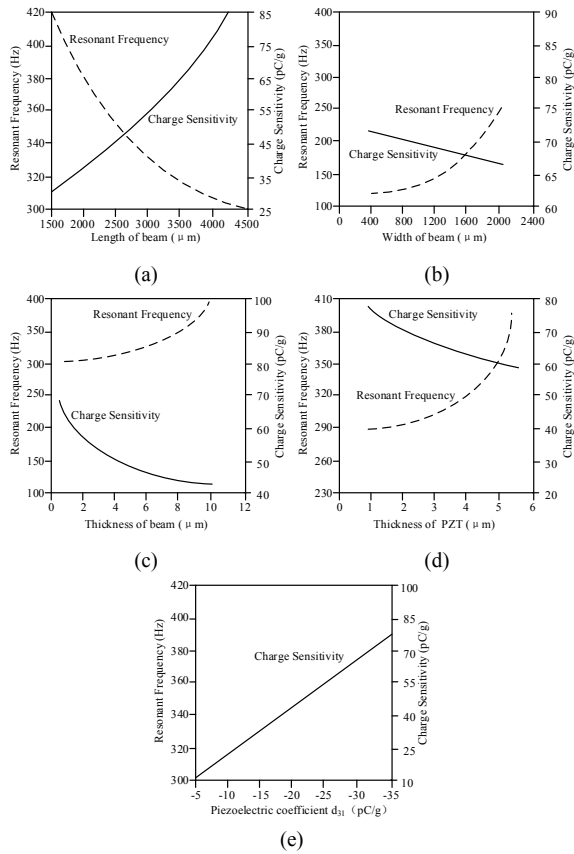 420
400
380
360
340
320
300
Resonant Frequency (Hz)
85
75
65
55
45
35
25
Charge Sensitivity (pC/g)
Resonant Frequency
Charge Sensitivity
1500 2000 2500 3000 3500 4000 4500
Length of beam ( μ m)
(a)
400
350
300
250
200
150
100
Resonant Frequency (Hz)
90
85
80
75
70
65
60
Charge Sensitivity (pC/g)
Resonant Frequency
Charge Sensitivity
0 400 800 1200 1600 2000 2400
Width of beam ( μ m)
(b)
400
350
300
250
200
150
100
Resonant Frequency (Hz)
100
90
80
70
60
50
40
Charge Sensitivity (pC/g)
Resonant Frequency
Charge Sensitivity
0 2 4 6 8 10 12
Thickness of beam ( μ m)
(c)
410
350
350
320
290
260
230
Resonant Frequency (Hz)
80
70
60
50
40
30
20
Charge Sensitivity (pC/g)
Charge Sensitivity
Resonant Frequency
0 1 2 3 4 5 6
Thickness of PZT ( μ m)
(d)
420
400
380
360
340
320
300
Resonant Frequency (Hz)
100
85
70
55
40
25
10
Charge Sensitivity (pC/g)
Charge Sensitivity
-5 -10 -15 -20 -25 -30 -35
Piezoelectric coefficient d₃₁ (pC/g)
(e)